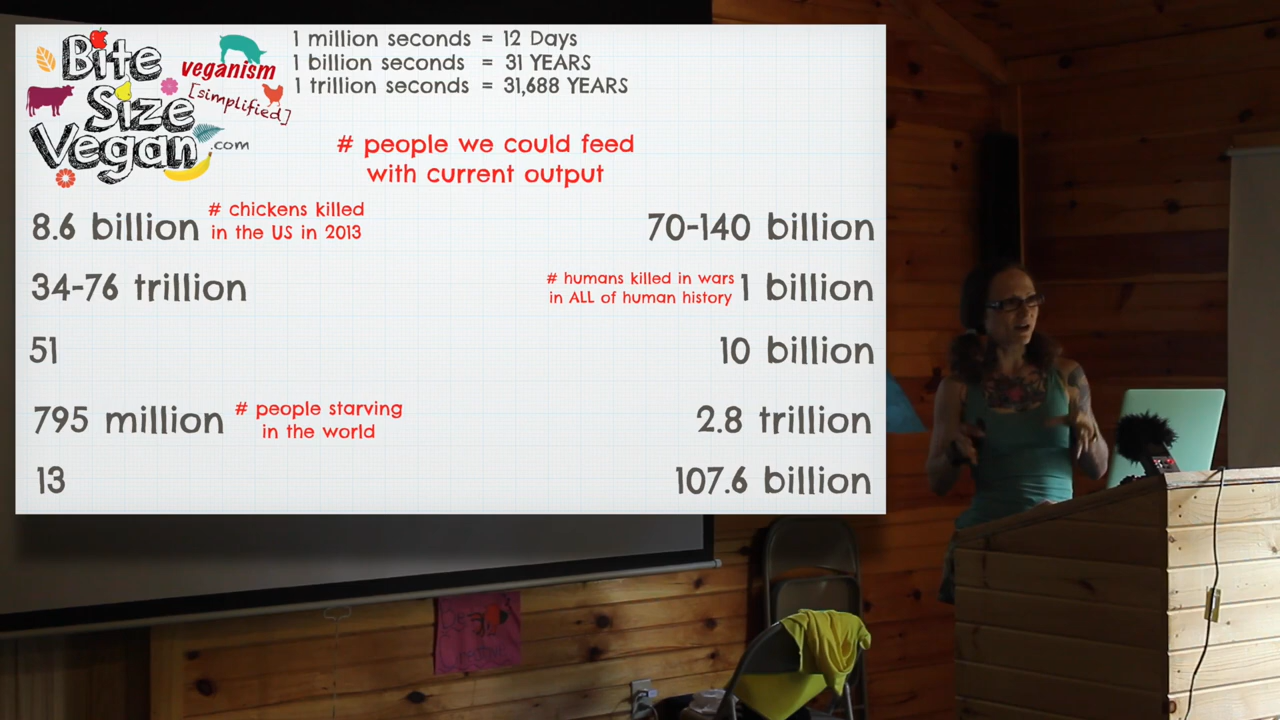 Bite
Size
Vegan
.com
veganism
[simplified]
1 million seconds = 12 Days
1 billion seconds = 31 YEARS
1 trillion seconds = 31,688 YEARS
# people we could feed
with current output
8.6 billion
# chickens killed
in the US in 2013
70-140 billion
34-76 trillion
# humans killed in wars
in ALL of human history
1 billion
51
10 billion
795 million
# people starving
in the world
2.8 trillion
13
107.6 billion